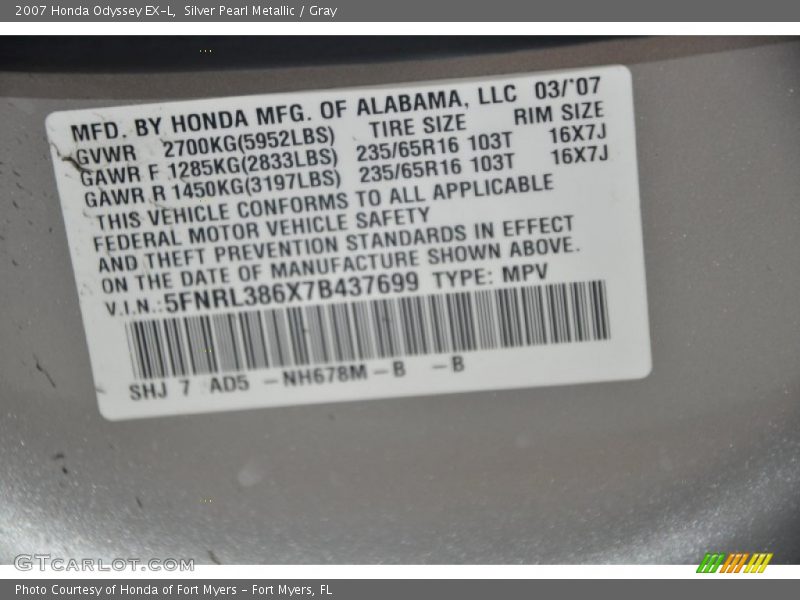 2007 Honda Odyssey EX-L, Silver Pearl Metallic / Gray
MFD. BY HONDA MFG. OF ALABAMA, LLC 03/'07
GVWR 2700KG(5952LBS) TIRE SIZE RIM SIZE
GAWR F 1285KG(2833LBS) 235/65R16 103T 16X7J
GAWR R 1450KG(3197LBS) 235/65R16 103T 16X7J
THIS VEHICLE CONFORMS TO ALL APPLICABLE
FEDERAL MOTOR VEHICLE SAFETY
AND THEFT PREVENTION STANDARDS IN EFFECT
ON THE DATE OF MANUFACTURE SHOWN ABOVE.
V.I.N.:5FNRL386X7B437699 TYPE: MPV
SHJ 7 AD5 -NH678M-B -B
GTCARLOT.COM
Photo Courtesy of Honda of Fort Myers - Fort Myers, FL